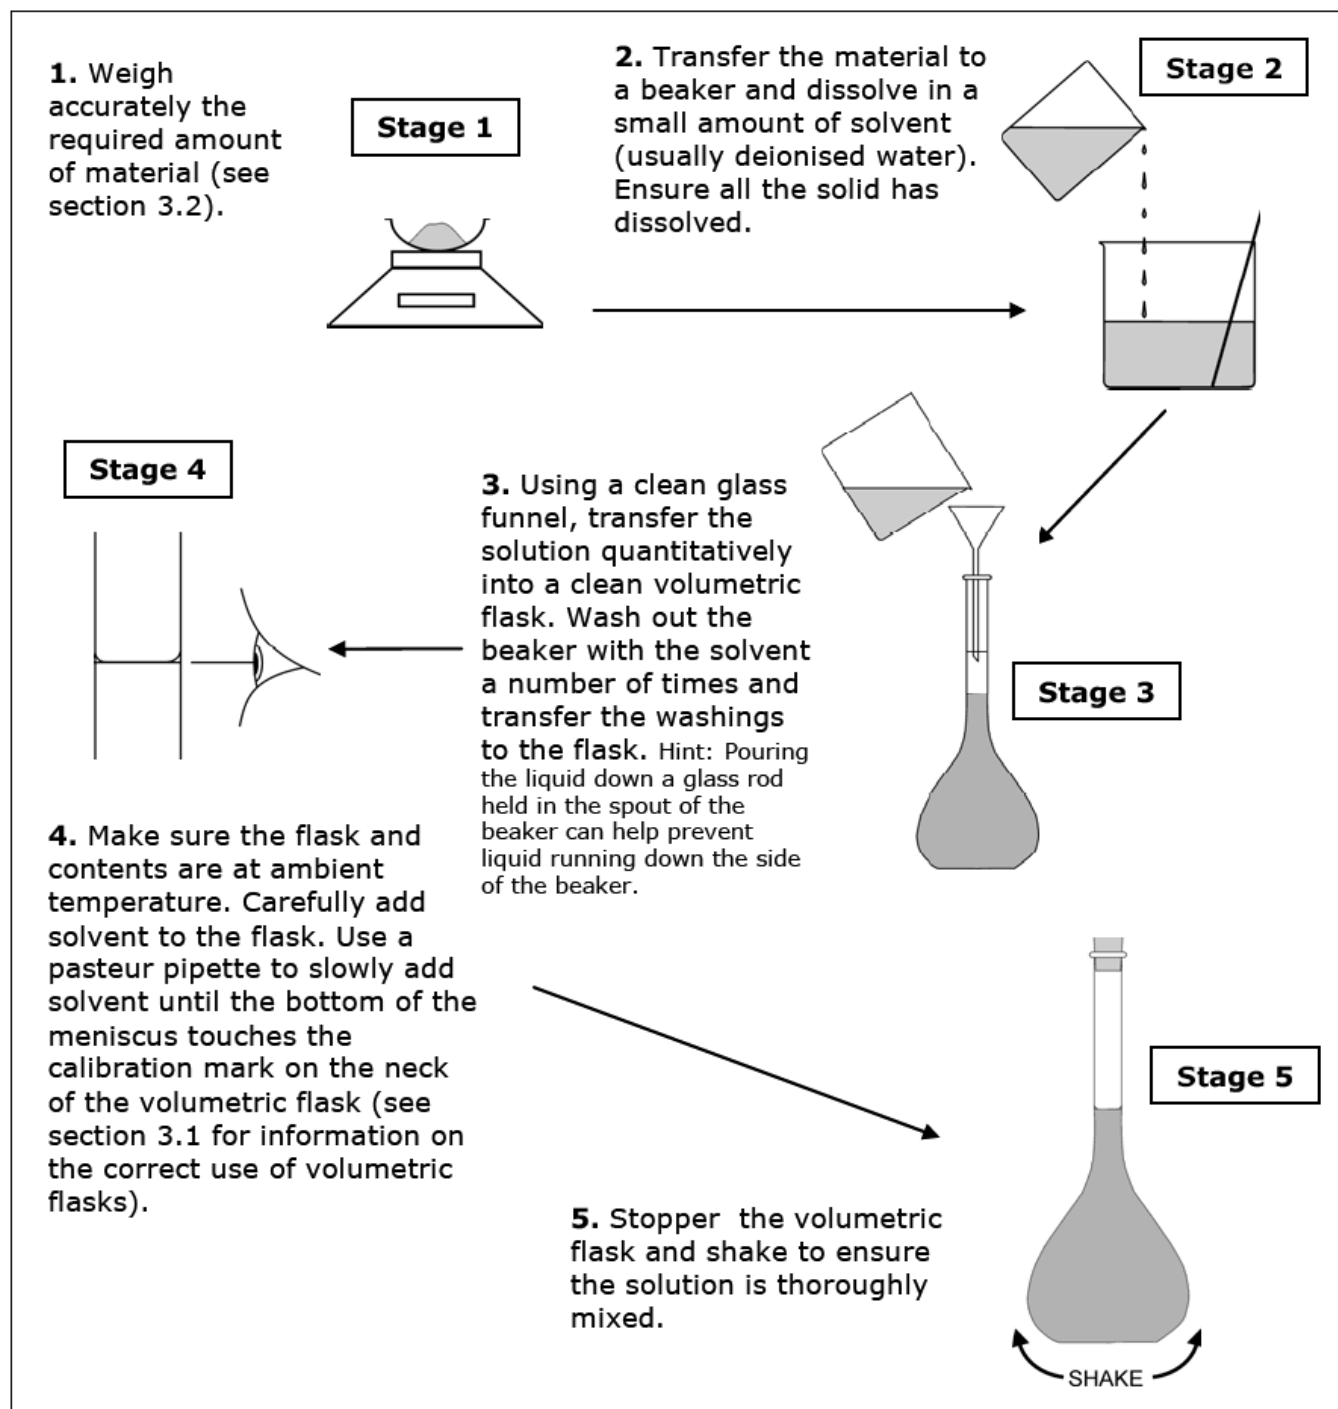 1. Weigh
accurately the
required amount
of material (see
section 3.2).
Stage 1
2. Transfer the material to
a beaker and dissolve in a
small amount of solvent
(usually deionised water).
Ensure all the solid has
dissolved.
Stage 2
3. Using a clean glass
funnel, transfer the
solution quantitatively
into a clean volumetric
flask. Wash out the
beaker with the solvent
a number of times and
transfer the washings
to the flask. Hint: Pouring
the liquid down a glass rod
held in the spout of the
beaker can help prevent
liquid running down the side
of the beaker.
Stage 3
Stage 4
4. Make sure the flask and
contents are at ambient
temperature. Carefully add
solvent to the flask. Use a
pasteur pipette to slowly add
solvent until the bottom of the
meniscus touches the
calibration mark on the neck
of the volumetric flask (see
section 3.1 for information on
the correct use of volumetric
flasks).
5. Stopper the volumetric
flask and shake to ensure
the solution is thoroughly
mixed.
Stage 5
SHAKE